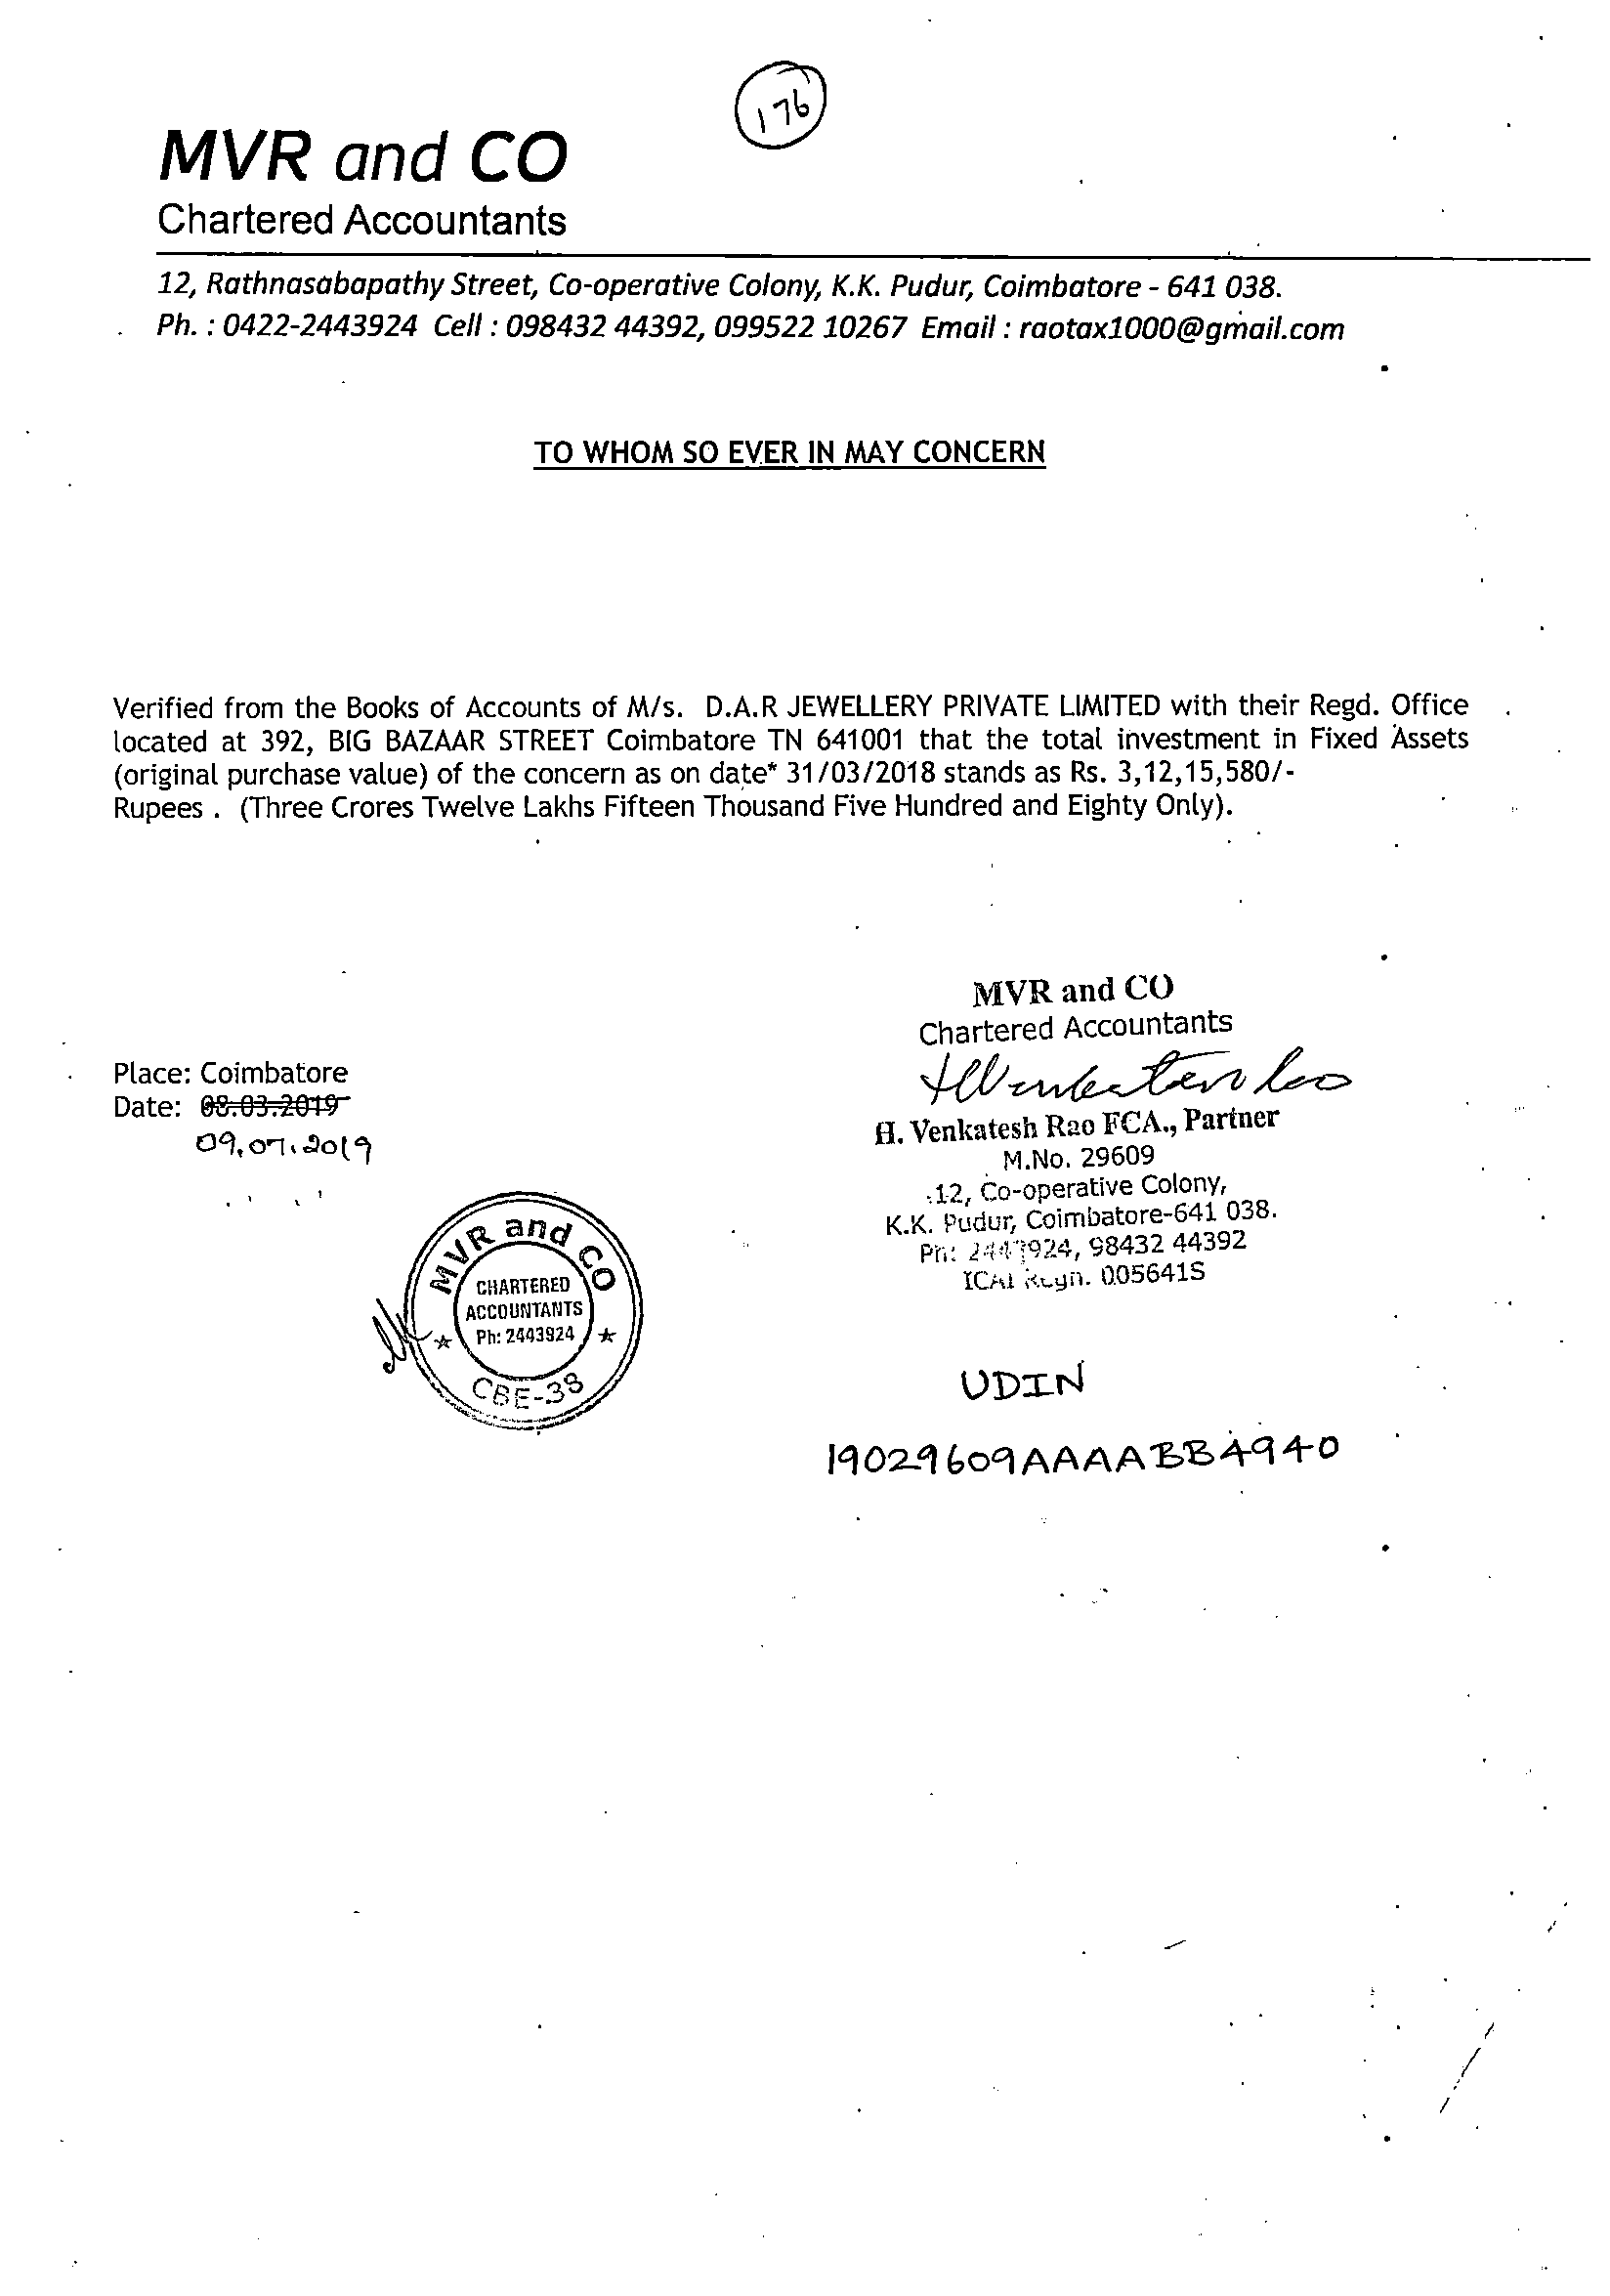 176
MVR and CO
Chartered Accountants
12, Rathnasabapathy Street, Co-operative Colony, K.K. Pudur, Coimbatore - 641 038.
Ph. : 0422-2443924 Cell : 098432 44392, 099522 10267 Email : raotax1000@gmail.com
TO WHOM SO EVER IN MAY CONCERN
Verified from the Books of Accounts of M/s. D.A.R JEWELLERY PRIVATE LIMITED with their Regd. Office
located at 392, BIG BAZAAR STREET Coimbatore TN 641001 that the total investment in Fixed Assets
(original purchase value) of the concern as on date* 31/03/2018 stands as Rs. 3,12,15,580/-
Rupees . (Three Crores Twelve Lakhs Fifteen Thousand Five Hundred and Eighty Only).
MVR and CO
Chartered Accountants
H. Venkatesh Rao FCA., Partner
M.No. 29609
12, Co-operative Colony,
K.K. Pudur, Coimbatore-641 038.
Ph: 2443924, 98432 44392
ICAI Regn. 005641S
Place: Coimbatore
Date: 08.03.2019
09.07.2019
MVR and CO
CHARTERED
ACCOUNTANTS
Ph: 2443924
CBE-38
UDIN
19029609AAAABB4940